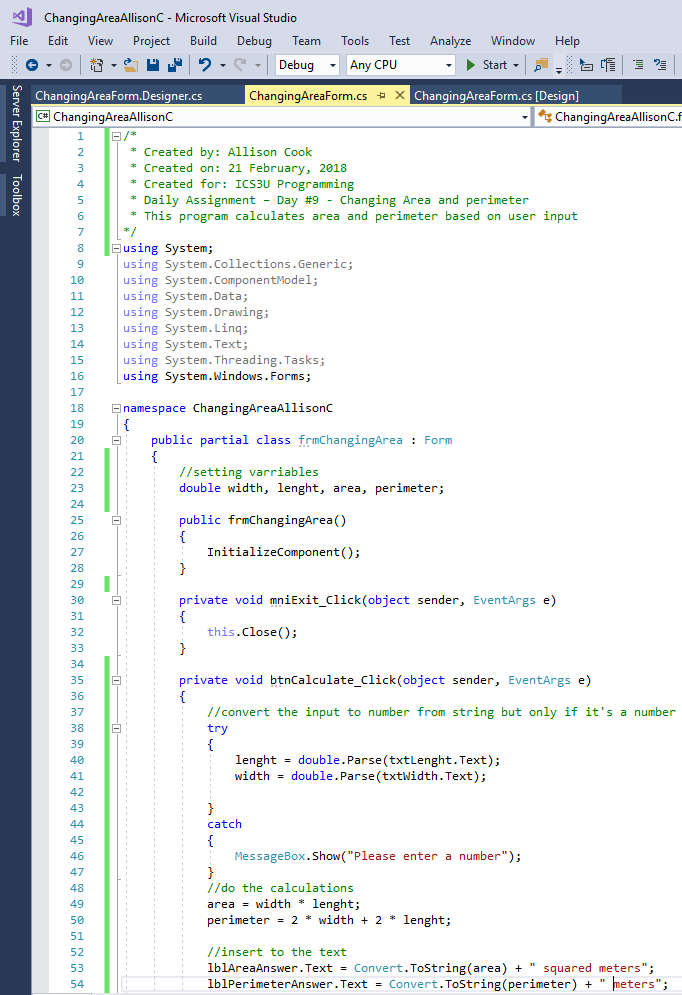 ChangingAreaAllisonC - Microsoft Visual Studio
File Edit View Project Build Debug Team Tools Test Analyze Window Help
Debug Any CPU Start
ChangingAreaForm.Designer.cs ChangingAreaForm.cs ChangingAreaForm.cs [Design]
C# ChangingAreaAllisonC ChangingAreaAllisonC.f
Server Explorer
Toolbox
1 /*
2 * Created by: Allison Cook
3 * Created on: 21 February, 2018
4 * Created for: ICS3U Programming
5 * Daily Assignment – Day #9 - Changing Area and perimeter
6 * This program calculates area and perimeter based on user input
7 */
8 using System;
9 using System.Collections.Generic;
10 using System.ComponentModel;
11 using System.Data;
12 using System.Drawing;
13 using System.Linq;
14 using System.Text;
15 using System.Threading.Tasks;
16 using System.Windows.Forms;
17
18 namespace ChangingAreaAllisonC
19 {
20 public partial class frmChangingArea : Form
21 {
22 //setting varriables
23 double width, lenght, area, perimeter;
24
25 public frmChangingArea()
26 {
27 InitializeComponent();
28 }
29
30 private void mniExit_Click(object sender, EventArgs e)
31 {
32 this.Close();
33 }
34
35 private void btnCalculate_Click(object sender, EventArgs e)
36 {
37 //convert the input to number from string but only if it's a number
38 try
39 {
40 lenght = double.Parse(txtLenght.Text);
41 width = double.Parse(txtWidth.Text);
42
43 }
44 catch
45 {
46 MessageBox.Show("Please enter a number");
47 }
48 //do the calculations
49 area = width * lenght;
50 perimeter = 2 * width + 2 * lenght;
51
52 //insert to the text
53 lblAreaAnswer.Text = Convert.ToString(area) + " squared meters";
54 lblPerimeterAnswer.Text = Convert.ToString(perimeter) + " meters";